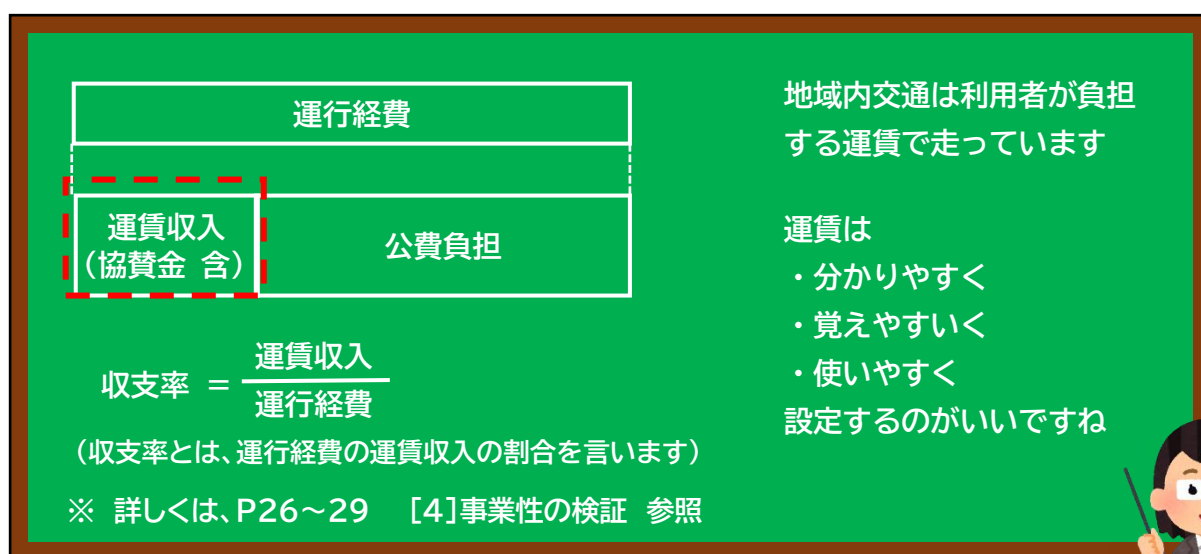 運行経費
運賃収入
(協賛金 含)
公費負担
収支率 = 運賃収入
運行経費
(収支率とは、運行経費の運賃収入の割合を言います)
※ 詳しくは、P26~29 [4]事業性の検証 参照
地域内交通は利用者が負担
する運賃で走っています
運賃は
・分かりやすく
・覚えやすいく
・使いやすく
設定するのがいいですね